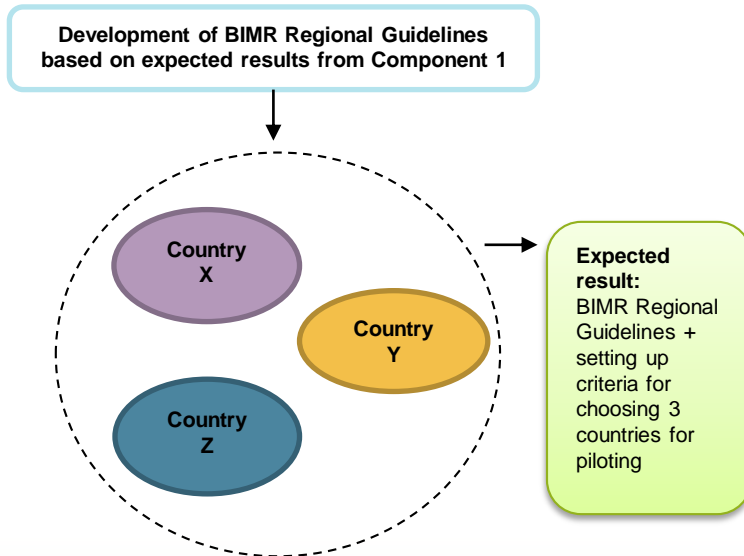 Development of BIMR Regional Guidelines
based on expected results from Component 1
Country
X
Country
Y
Country
Z
Expected
result:
BIMR Regional
Guidelines +
setting up
criteria for
choosing 3
countries for
piloting